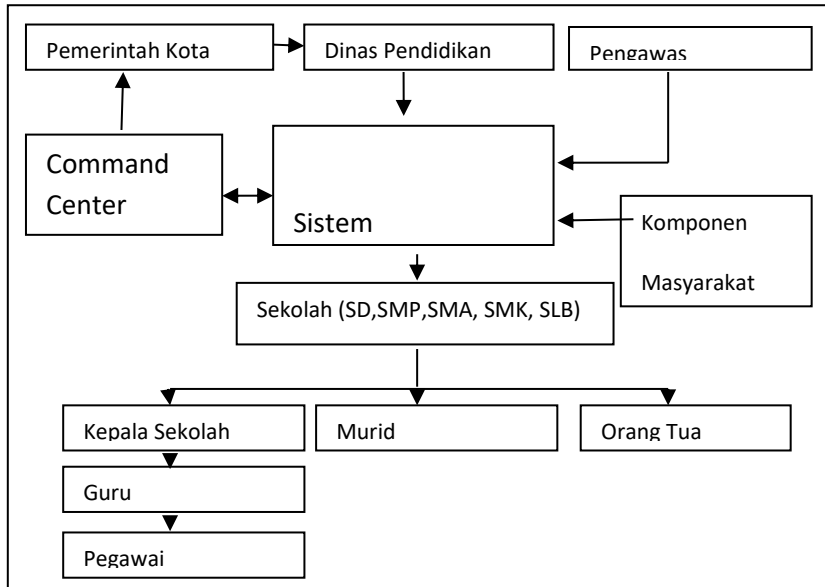 Pemerintah Kota
Dinas Pendidikan
Pengawas
Command
Center
Sistem
Komponen
Masyarakat
Sekolah (SD,SMP,SMA, SMK, SLB)
Kepala Sekolah
Murid
Orang Tua
Guru
Pegawai